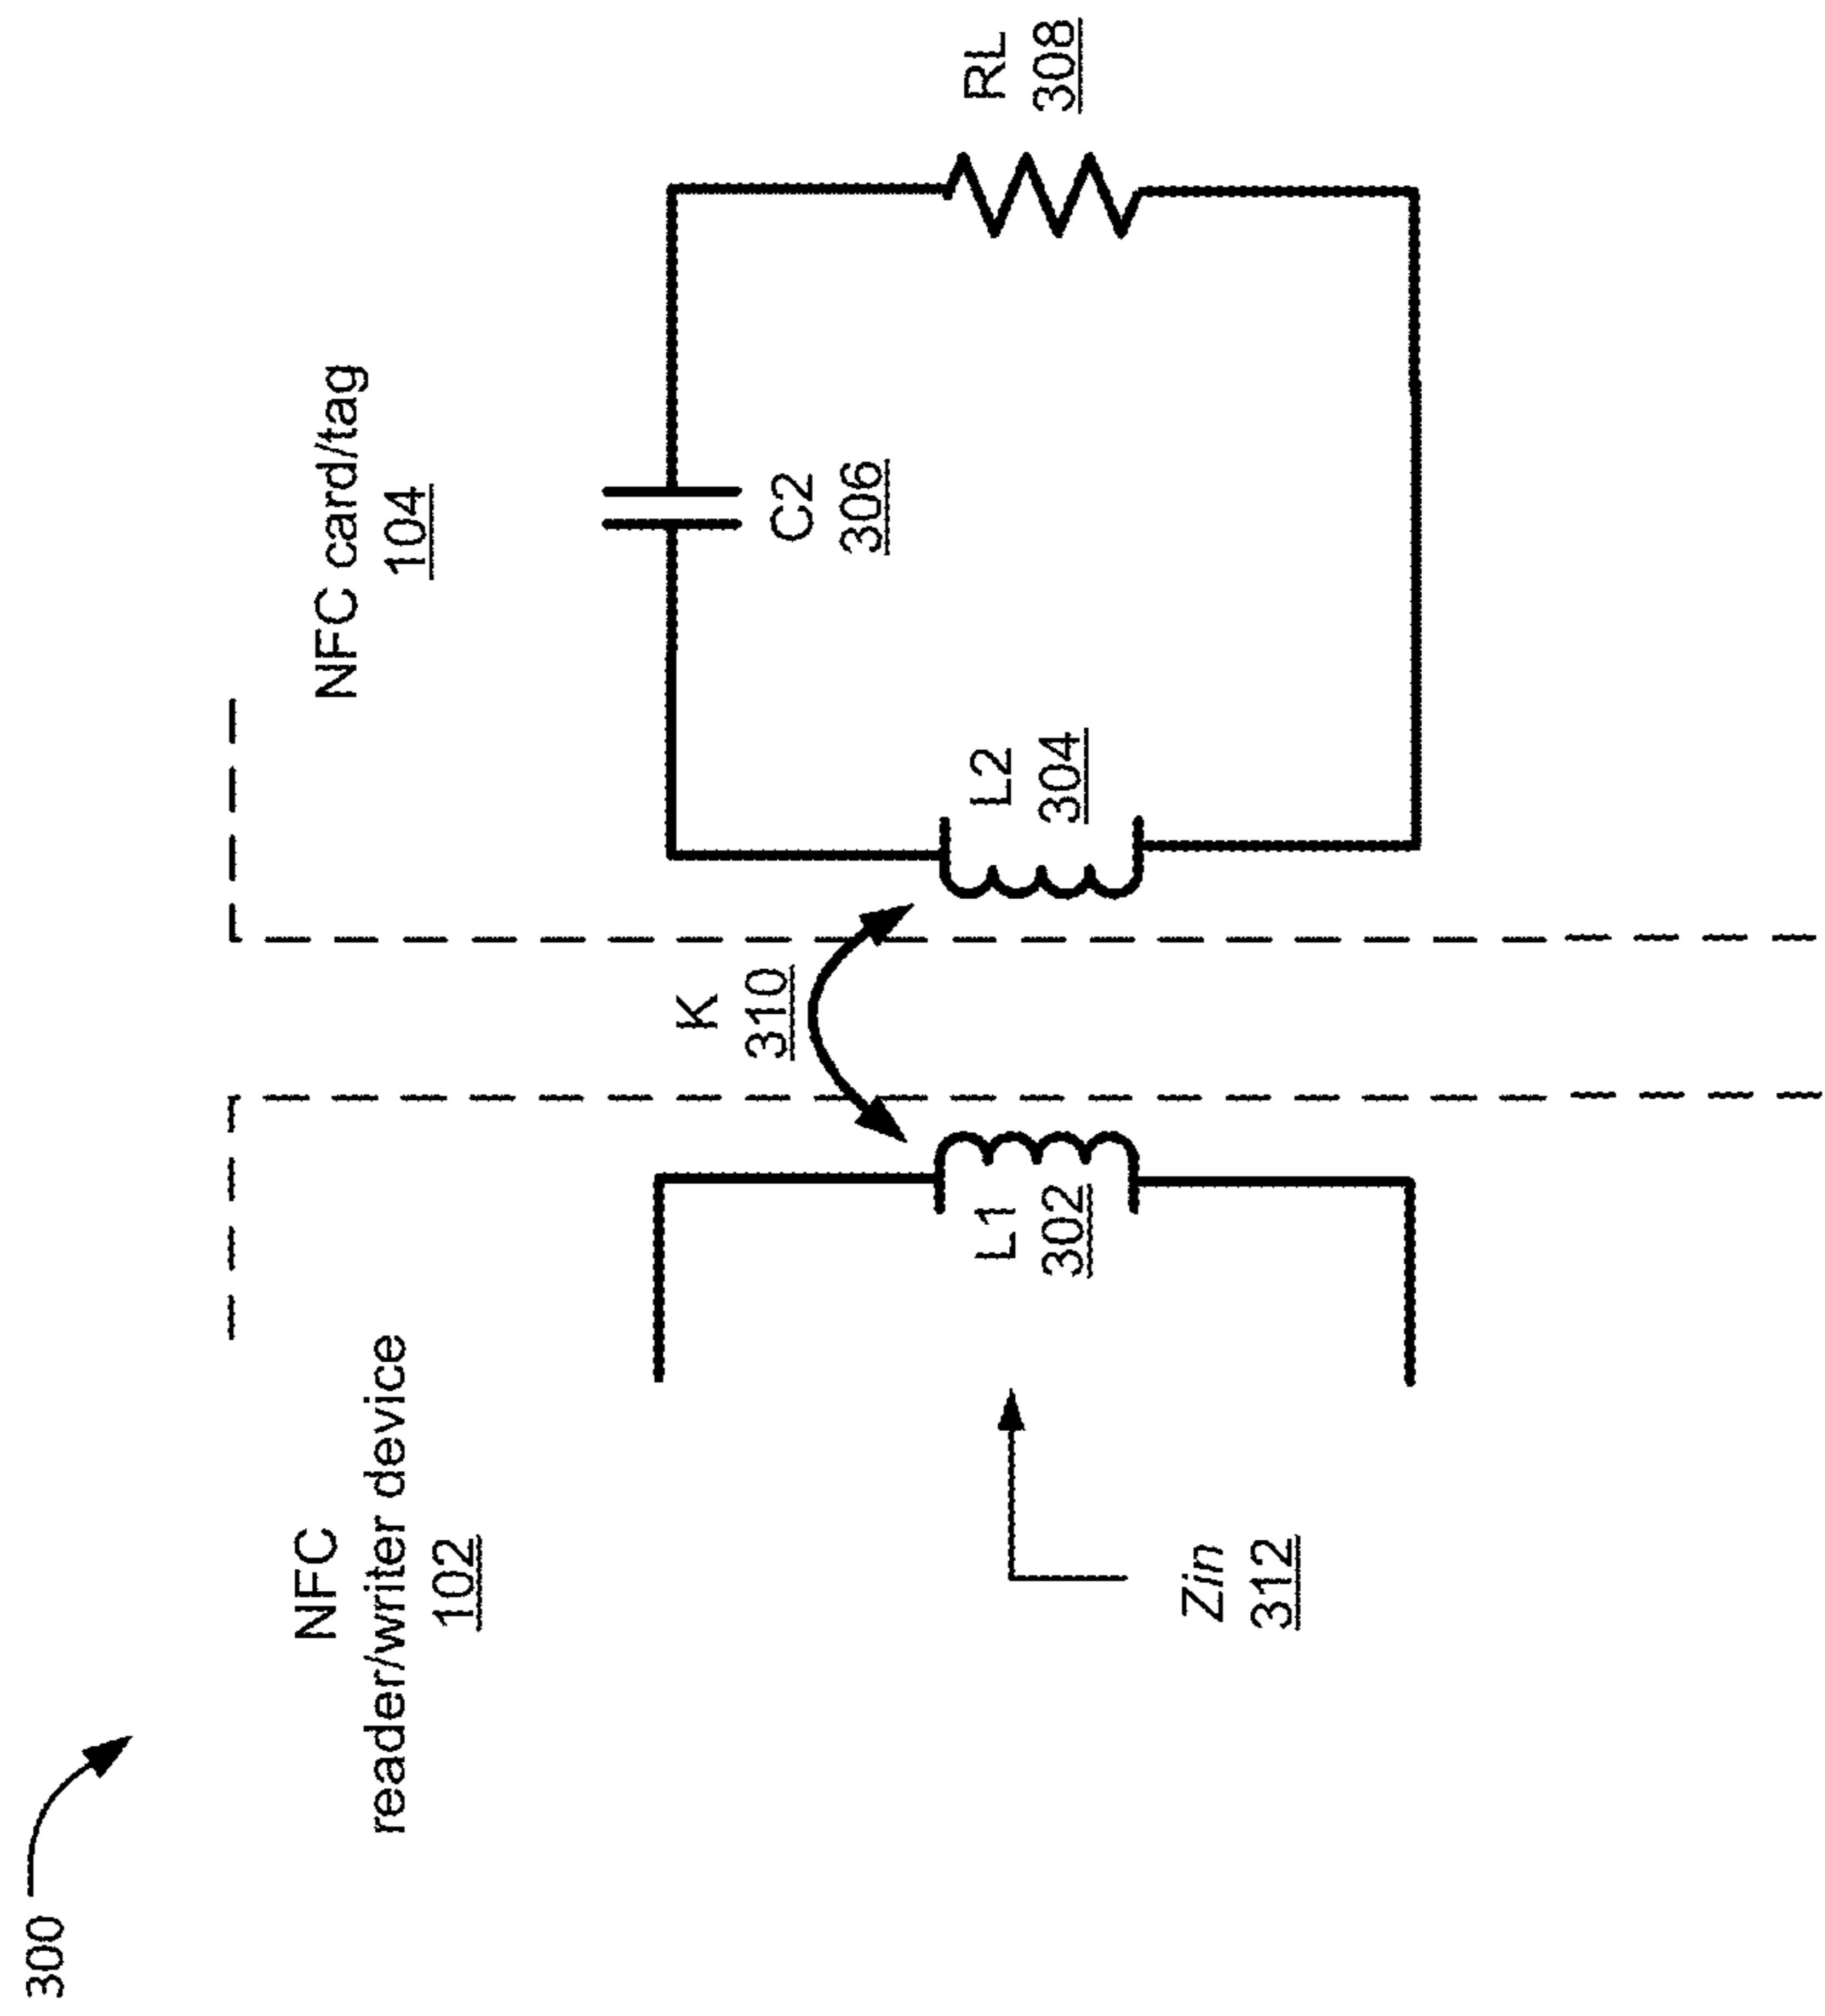 300
NFC
reader/writer device
102
NFC card/tag
104
K
310
C2
306
L1
302
L2
304
RL
308
Zin
312